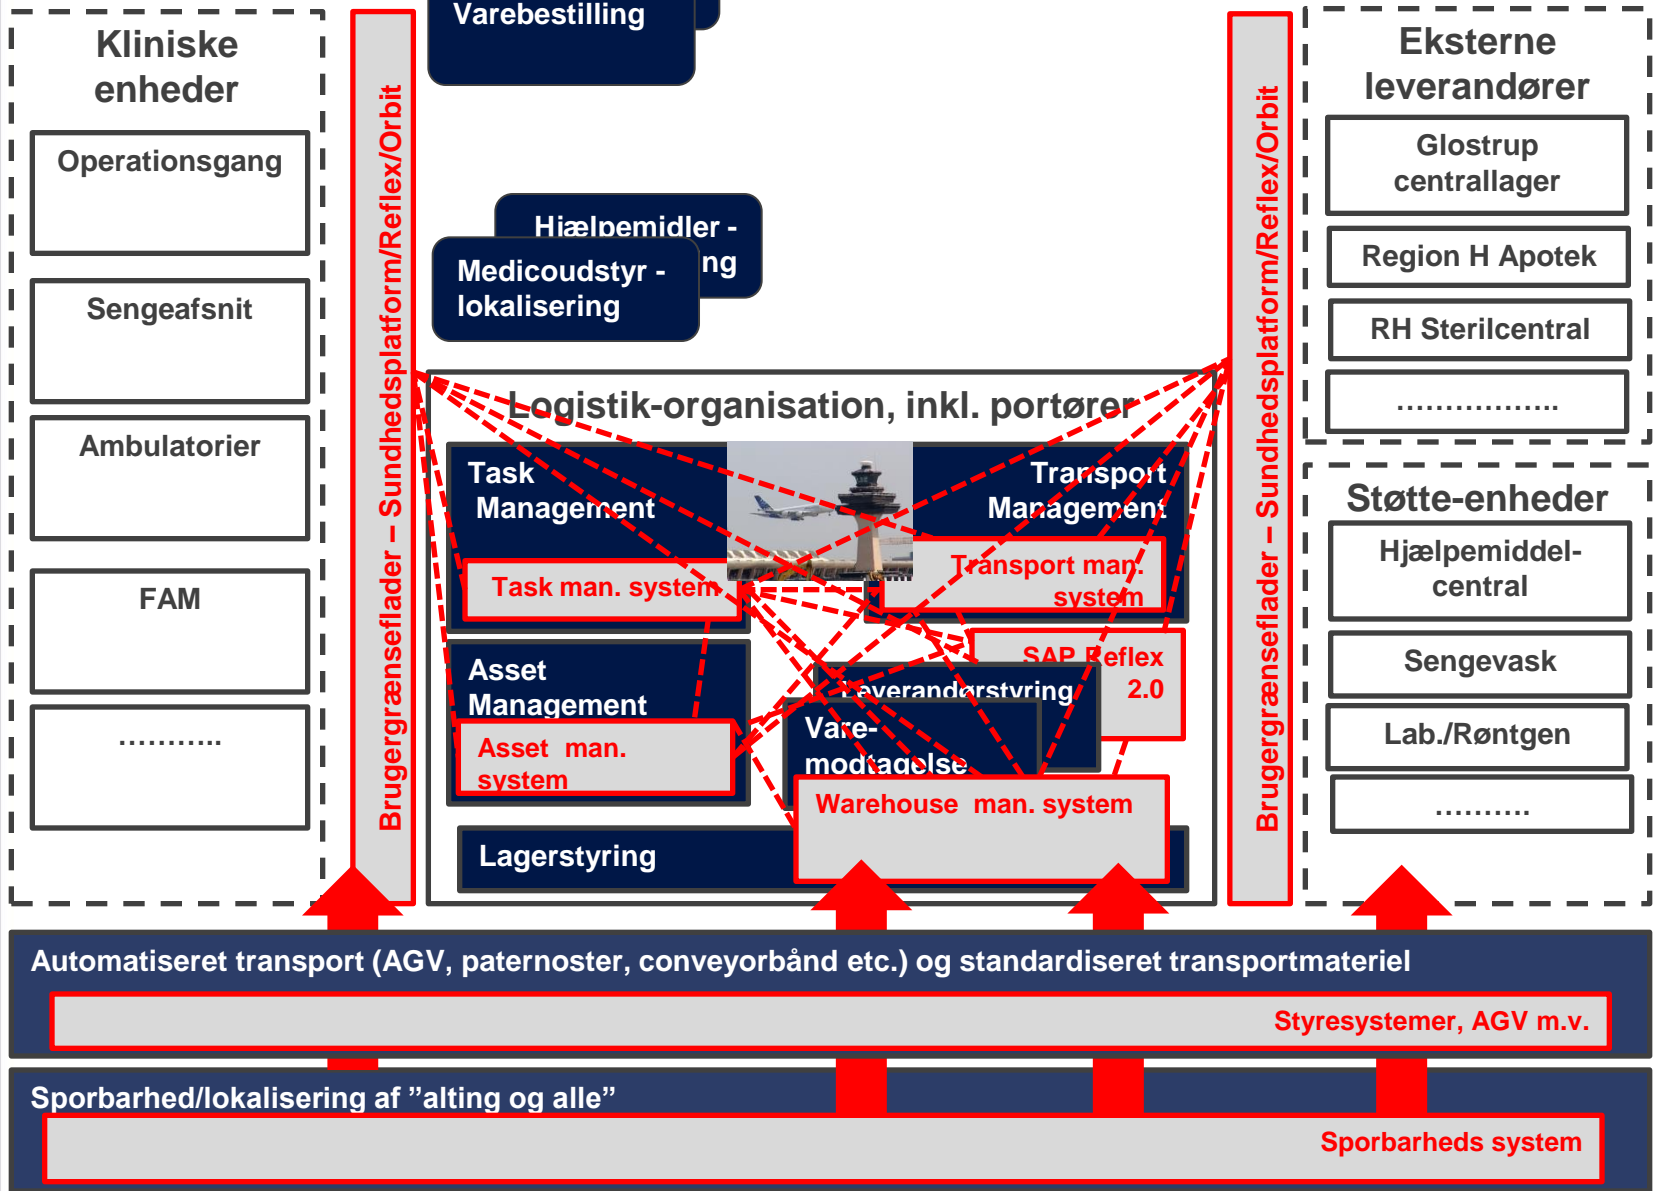 Varebestilling
Kliniske
enheder
Operationsgang
Sengeafsnit
Ambulatorier
FAM
………..
Brugergrænseflader – Sundhedsplatform/Reflex/Orbit
Hjælpemidler -
ng
Medicoudstyr -
lokalisering
Logistik-organisation, inkl. portører
Task
Management
Transport
Management
Task man. system
Transport man.
system
SAP Reflex
2.0
Asset
Management
Asset man.
system
Leverandørstyring
Vare-
modtagelse
Warehouse man. system
Lagerstyring
Brugergrænseflader – Sundhedsplatform/Reflex/Orbit
Eksterne
leverandører
Glostrup
centrallager
Region H Apotek
RH Sterilcentral
……………..
Støtte-enheder
Hjælpemiddel-
central
Sengevask
Lab./Røntgen
……….
Automatiseret transport (AGV, paternoster, conveyorbånd etc.) og standardiseret transportmateriel
Styresystemer, AGV m.v.
Sporbarhed/lokalisering af ”alting og alle”
Sporbarheds system